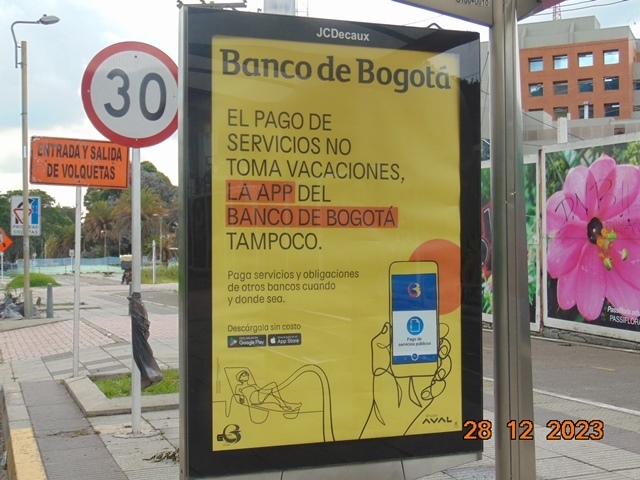 JCDecaux
Banco de Bogotá
EL PAGO DE
SERVICIOS NO
TOMA VACACIONES,
LA APP DEL
BANCO DE BOGOTÁ
TAMPOCO.
Paga servicios y obligaciones
de otros bancos cuando
y donde sea.
Descárgala sin costo
Google Play
App Store
Pago de
servicios públicos
AVAL
30
ENTRADA Y SALIDA
DE VOLQUETAS
PASSIFLORA
28 12 2023